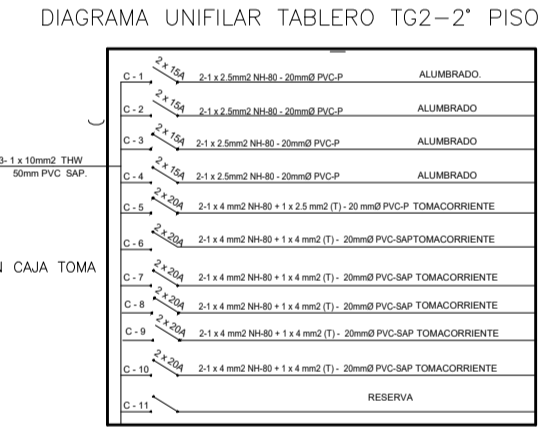 DIAGRAMA UNIFILAR TABLERO TG2-2° PISO
C - 1 2 x 15A 2-1 x 2.5mm2 NH-80 - 20mmØ PVC-P ALUMBRADO.
C - 2 2 x 15A 2-1 x 2.5mm2 NH-80 - 20mmØ PVC-P ALUMBRADO
C - 3 2 x 15A 2-1 x 2.5mm2 NH-80 - 20mmØ PVC-P ALUMBRADO
3- 1 x 10mm2 THW
50mm PVC SAP.
C - 4 2 x 15A 2-1 x 2.5mm2 NH-80 - 20mmØ PVC-P ALUMBRADO
C - 5 2 x 20A 2-1 x 4 mm2 NH-80 + 1 x 2.5 mm2 (T) - 20 mmØ PVC-P TOMACORRIENTE
C - 6 2 x 20A 2-1 x 4 mm2 NH-80 + 1 x 4 mm2 (T) - 20mmØ PVC-SAPTOMACORRIENTE
CAJA TOMA
C - 7 2 x 20A 2-1 x 4 mm2 NH-80 + 1 x 4 mm2 (T) - 20mmØ PVC-SAP TOMACORRIENTE
C - 8 2 x 20A 2-1 x 4 mm2 NH-80 + 1 x 4 mm2 (T) - 20mmØ PVC-SAP TOMACORRIENTE
C - 9 2 x 20A 2-1 x 4 mm2 NH-80 + 1 x 4 mm2 (T) - 20mmØ PVC-SAP TOMACORRIENTE
C - 10 2 x 20A 2-1 x 4 mm2 NH-80 + 1 x 4 mm2 (T) - 20mmØ PVC-SAP TOMACORRIENTE
C - 11 RESERVA